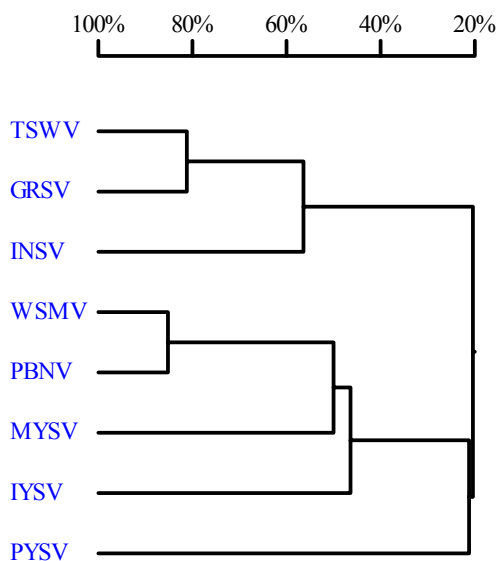 100% 80% 60% 40% 20%
TSWV
GRSV
INSV
WSMV
PBNV
MYSV
IYSV
PYSV